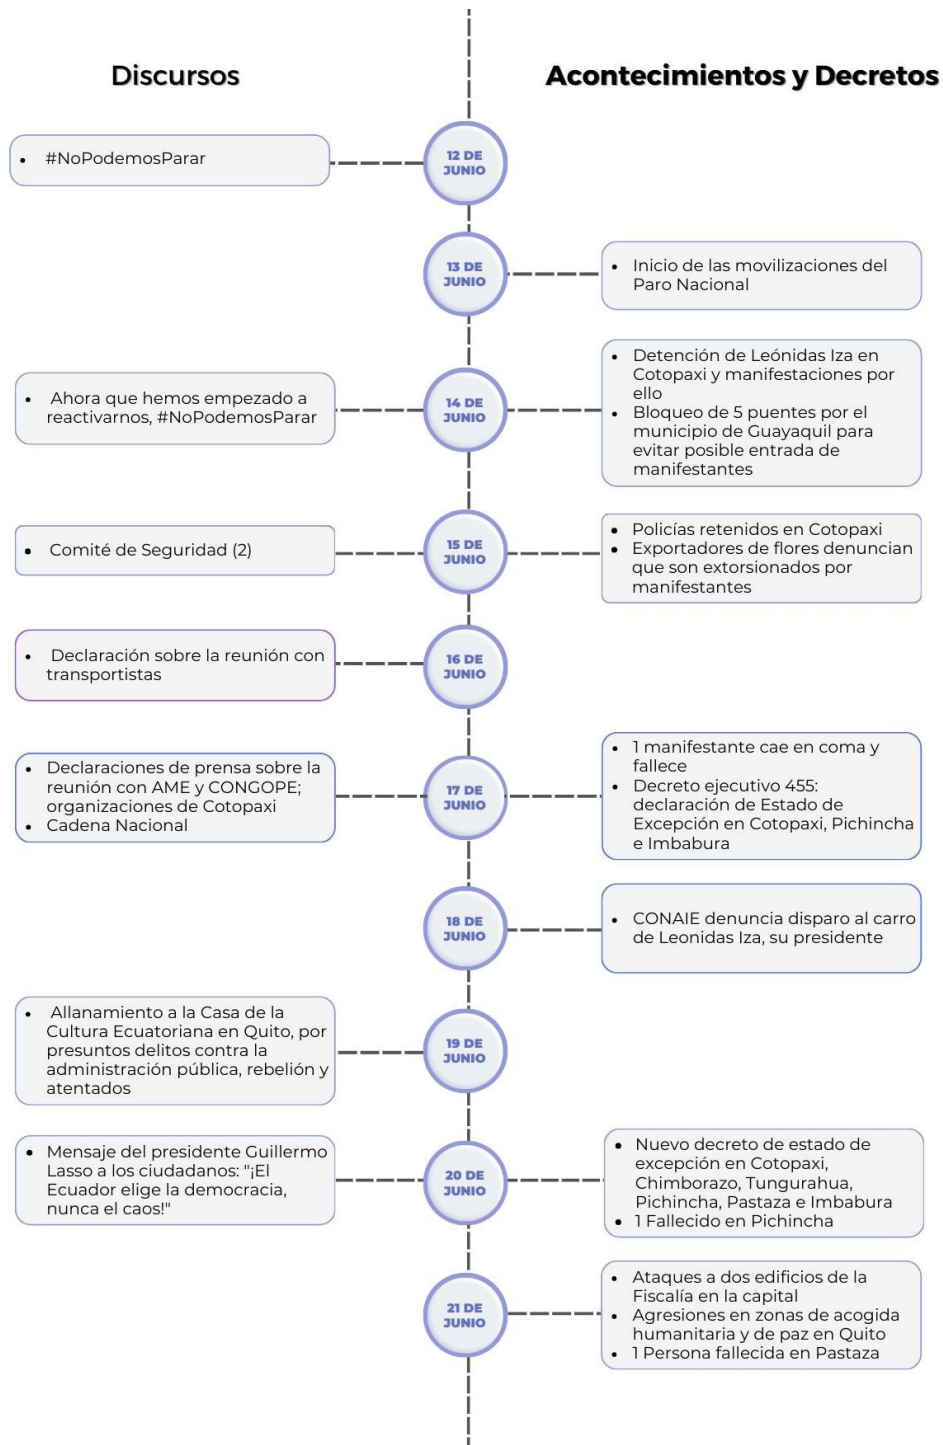 Discursos
Acontecimientos y Decretos
#NoPodemosParar
12 DE
JUNIO
13 DE
JUNIO
Inicio de las movilizaciones del
Paro Nacional
Ahora que hemos empezado a
reactivarnos, #NoPodemosParar
14 DE
JUNIO
Detención de Leónidas Iza en
Cotopaxi y manifestaciones por
ello
Bloqueo de 5 puentes por el
municipio de Guayaquil para
evitar posible entrada de
manifestantes
Comité de Seguridad (2)
15 DE
JUNIO
Policías retenidos en Cotopaxi
Exportadores de flores denuncian
que son extorsionados por
manifestantes
Declaración sobre la reunión con
transportistas
16 DE
JUNIO
Declaraciones de prensa sobre la
reunión con AME y CONGOPE;
organizaciones de Cotopaxi
Cadena Nacional
17 DE
JUNIO
1 manifestante cae en coma y
fallece
Decreto ejecutivo 455:
declaración de Estado de
Excepción en Cotopaxi, Pichincha
e Imbabura
18 DE
JUNIO
CONAIE denuncia disparo al carro
de Leonidas Iza, su presidente
Allanamiento a la Casa de la
Cultura Ecuatoriana en Quito, por
presuntos delitos contra la
administración pública, rebelión y
atentados
19 DE
JUNIO
Mensaje del presidente Guillermo
Lasso a los ciudadanos: "¡El
Ecuador elige la democracia,
nunca el caos!"
20 DE
JUNIO
Nuevo decreto de estado de
excepción en Cotopaxi,
Chimborazo, Tungurahua,
Pichincha, Pastaza e Imbabura
1 Fallecido en Pichincha
21 DE
JUNIO
Ataques a dos edificios de la
Fiscalía en la capital
Agresiones en zonas de acogida
humanitaria y de paz en Quito
1 Persona fallecida en Pastaza